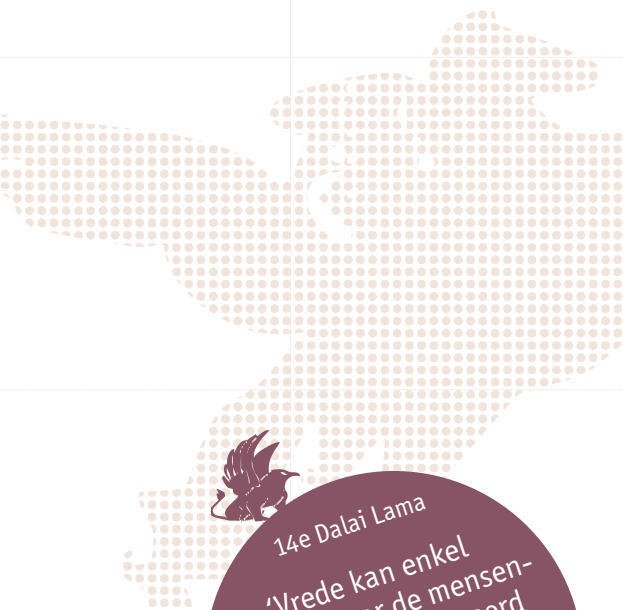 14e Dalai Lama
‘Vrede kan enkel
de mensen-